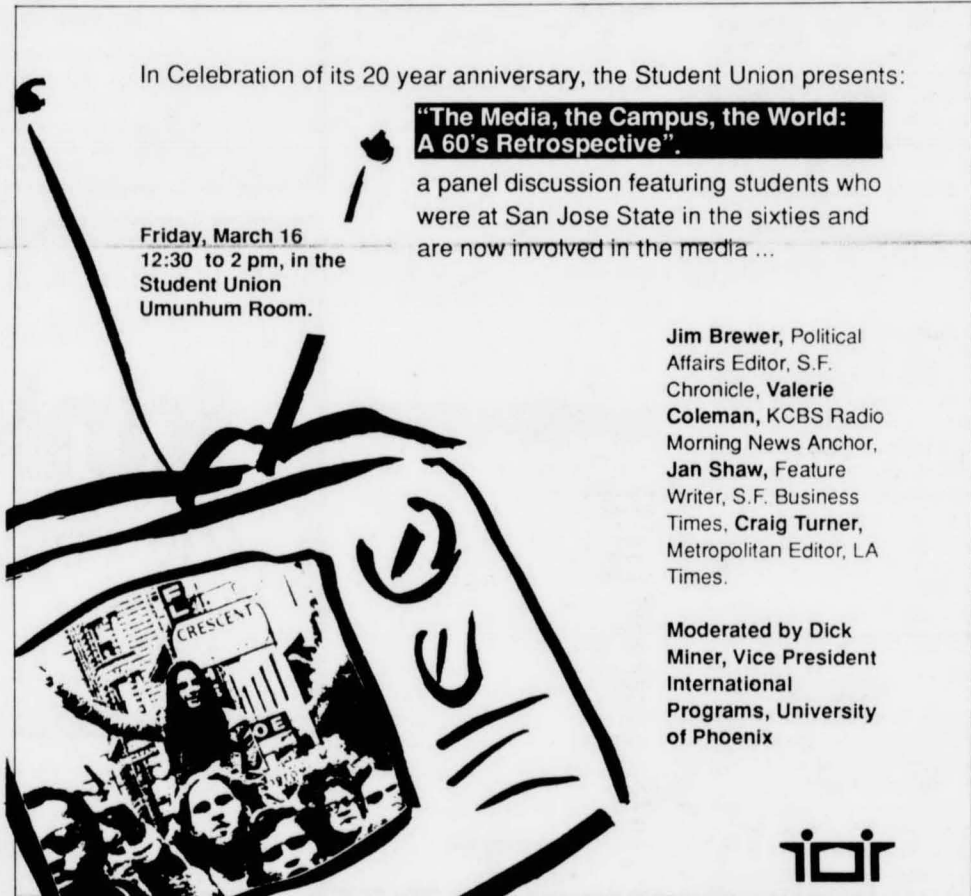 In Celebration of its 20 year anniversary, the Student Union presents:
“The Media, the Campus, the World:
A 60's Retrospective”.
a panel discussion featuring students who
were at San Jose State in the sixties and
are now involved in the media ...
Friday, March 16
12:30 to 2 pm, in the
Student Union
Umunhum Room.
Jim Brewer, Political
Affairs Editor, S.F.
Chronicle, Valerie
Coleman, KCBS Radio
Morning News Anchor,
Jan Shaw, Feature
Writer, S.F. Business
Times, Craig Turner,
Metropolitan Editor, LA
Times.
Moderated by Dick
Miner, Vice President
International
Programs, University
of Phoenix
CRESCENT
OE